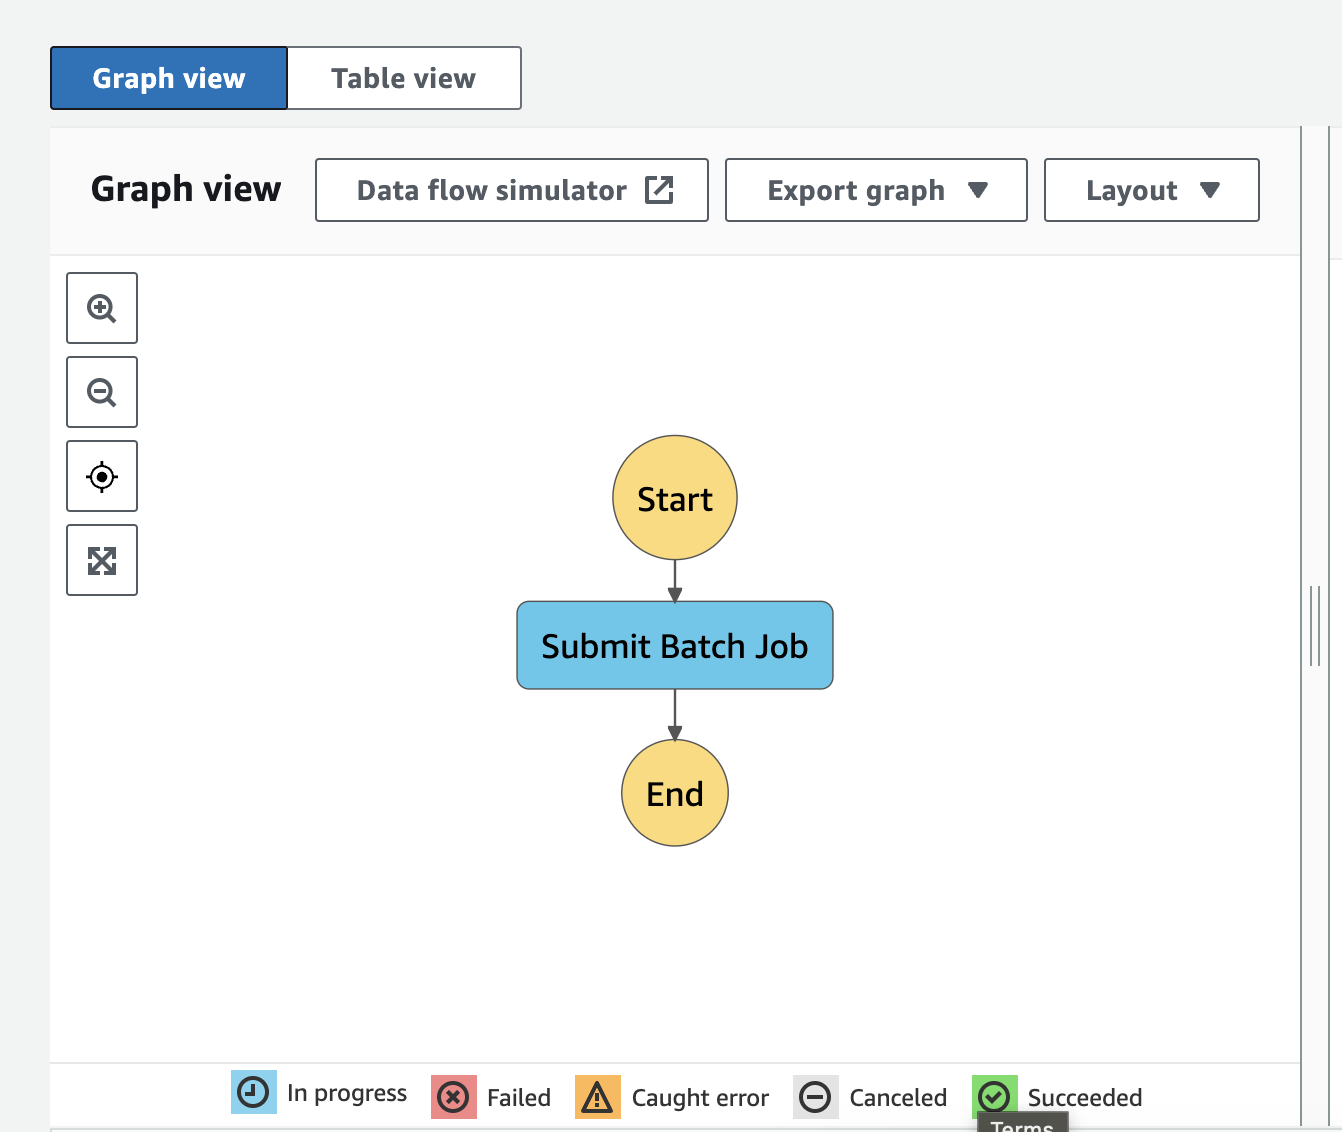 Graph view
Table view
Graph view
Data flow simulator
Export graph
Layout
Start
Submit Batch Job
End
In progress
Failed
Caught error
Canceled
Succeeded
Terms